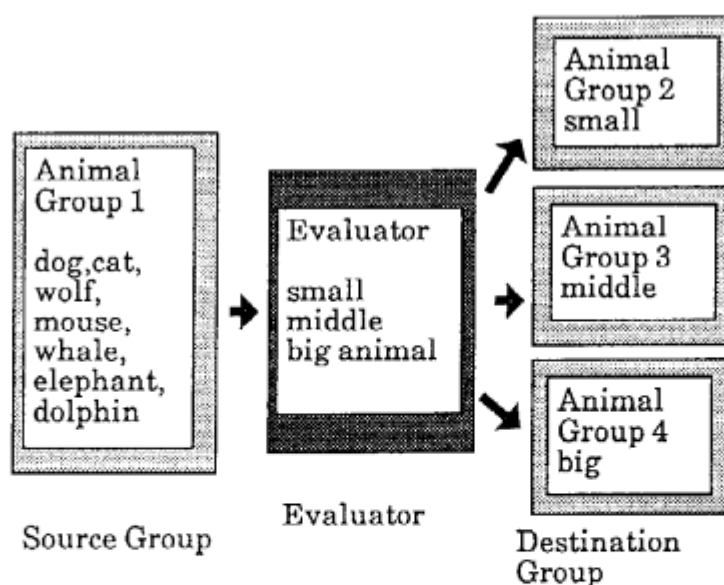 Animal
Group 1
dog,cat,
wolf,
mouse,
whale,
elephant,
dolphin
Source Group
Evaluator
small
middle
big animal
Evaluator
Animal
Group 2
small
Animal
Group 3
middle
Animal
Group 4
big
Destination
Group